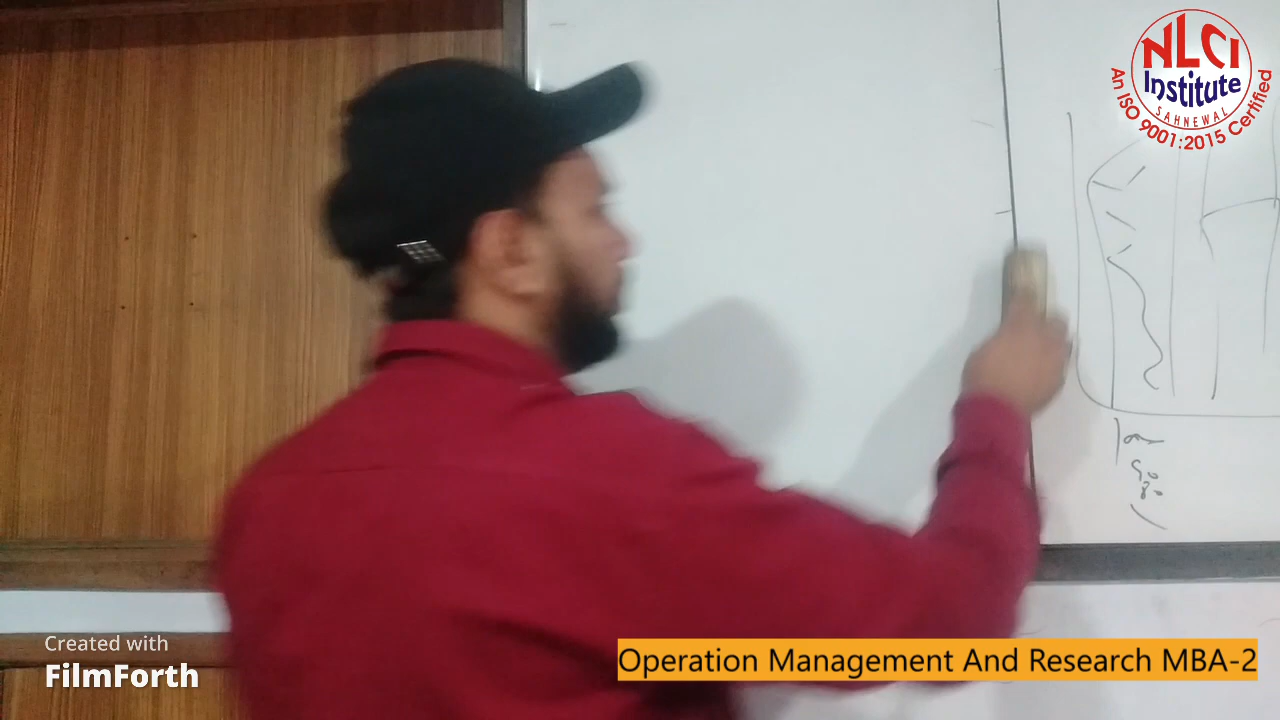 NLCI
Institute
SAHNEWAL
An ISO 9001:2015 Certified
Created with
FilmForth
Operation Management And Research MBA-2